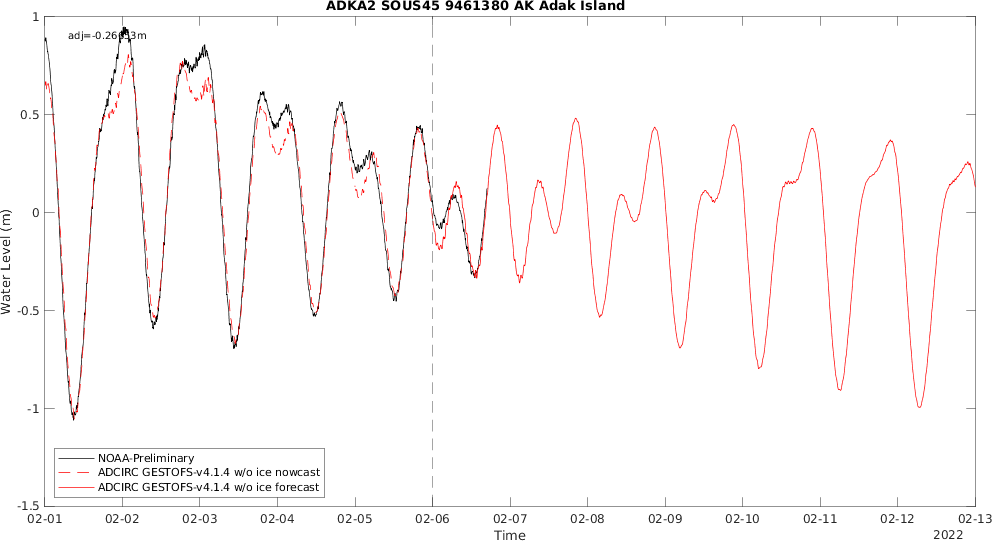 ADKA2 SOUS45 9461380 AK Adak Island
1
0.5
0
-0.5
-1
-1.5
Water Level (m)
NOAA-Preliminary
ADCIRC GESTOFS-v4.1.4 w/o ice nowcast
ADCIRC GESTOFS-v4.1.4 w/o ice forecast
02-01 02-02 02-03 02-04 02-05 02-06 02-07 02-08 02-09 02-10 02-11 02-12 02-13
Time
2022